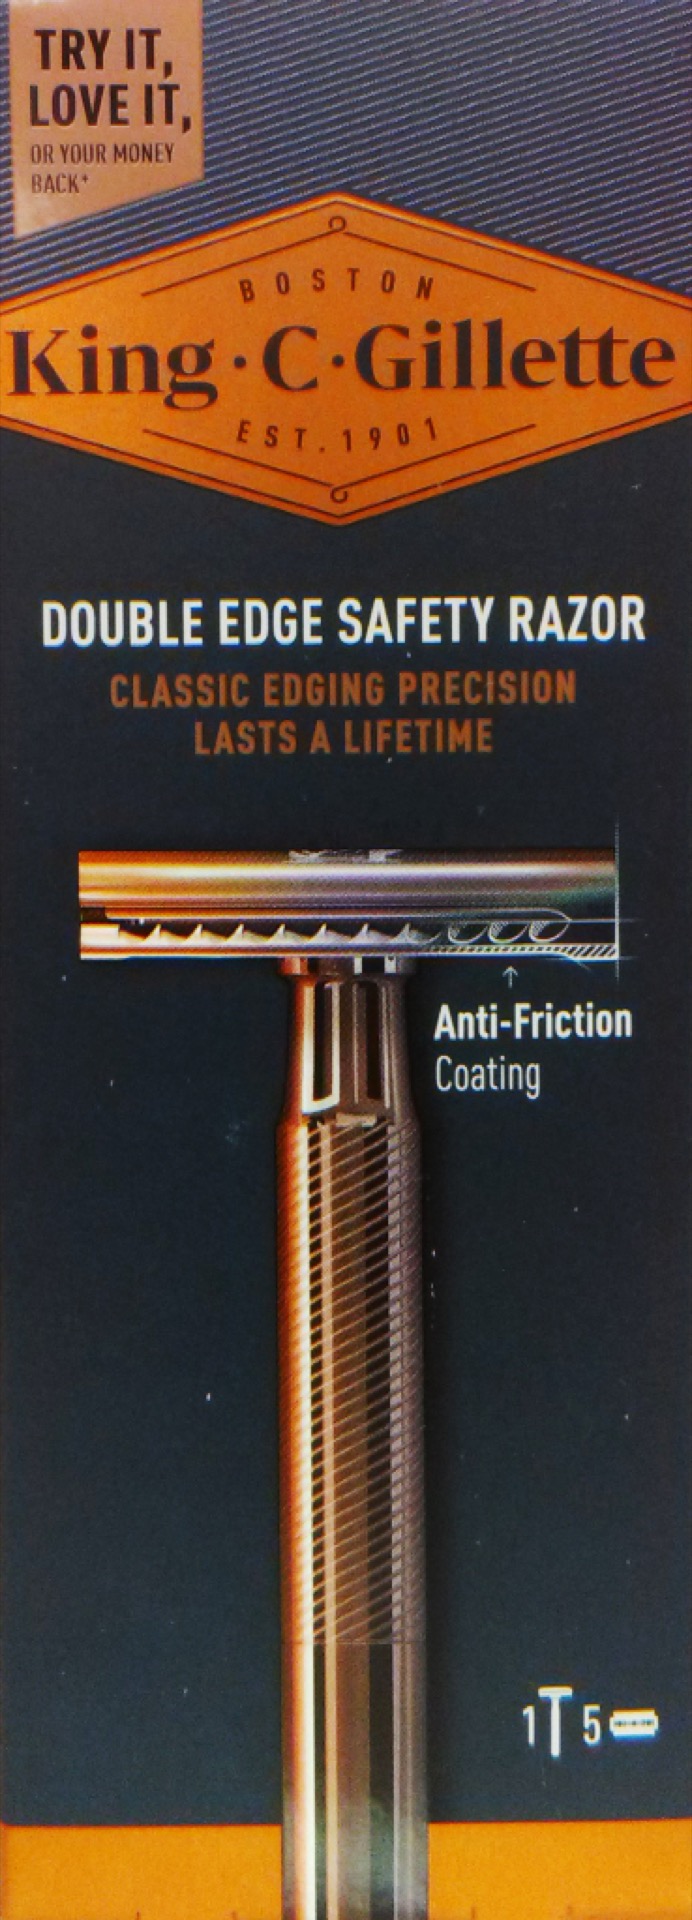 TRY IT,
LOVE IT,
OR YOUR MONEY
BACK+
BOSTON
King·C·Gillette
EST.1901
DOUBLE EDGE SAFETY RAZOR
CLASSIC EDGING PRECISION
LASTS A LIFETIME
Anti-Friction
Coating
1 5